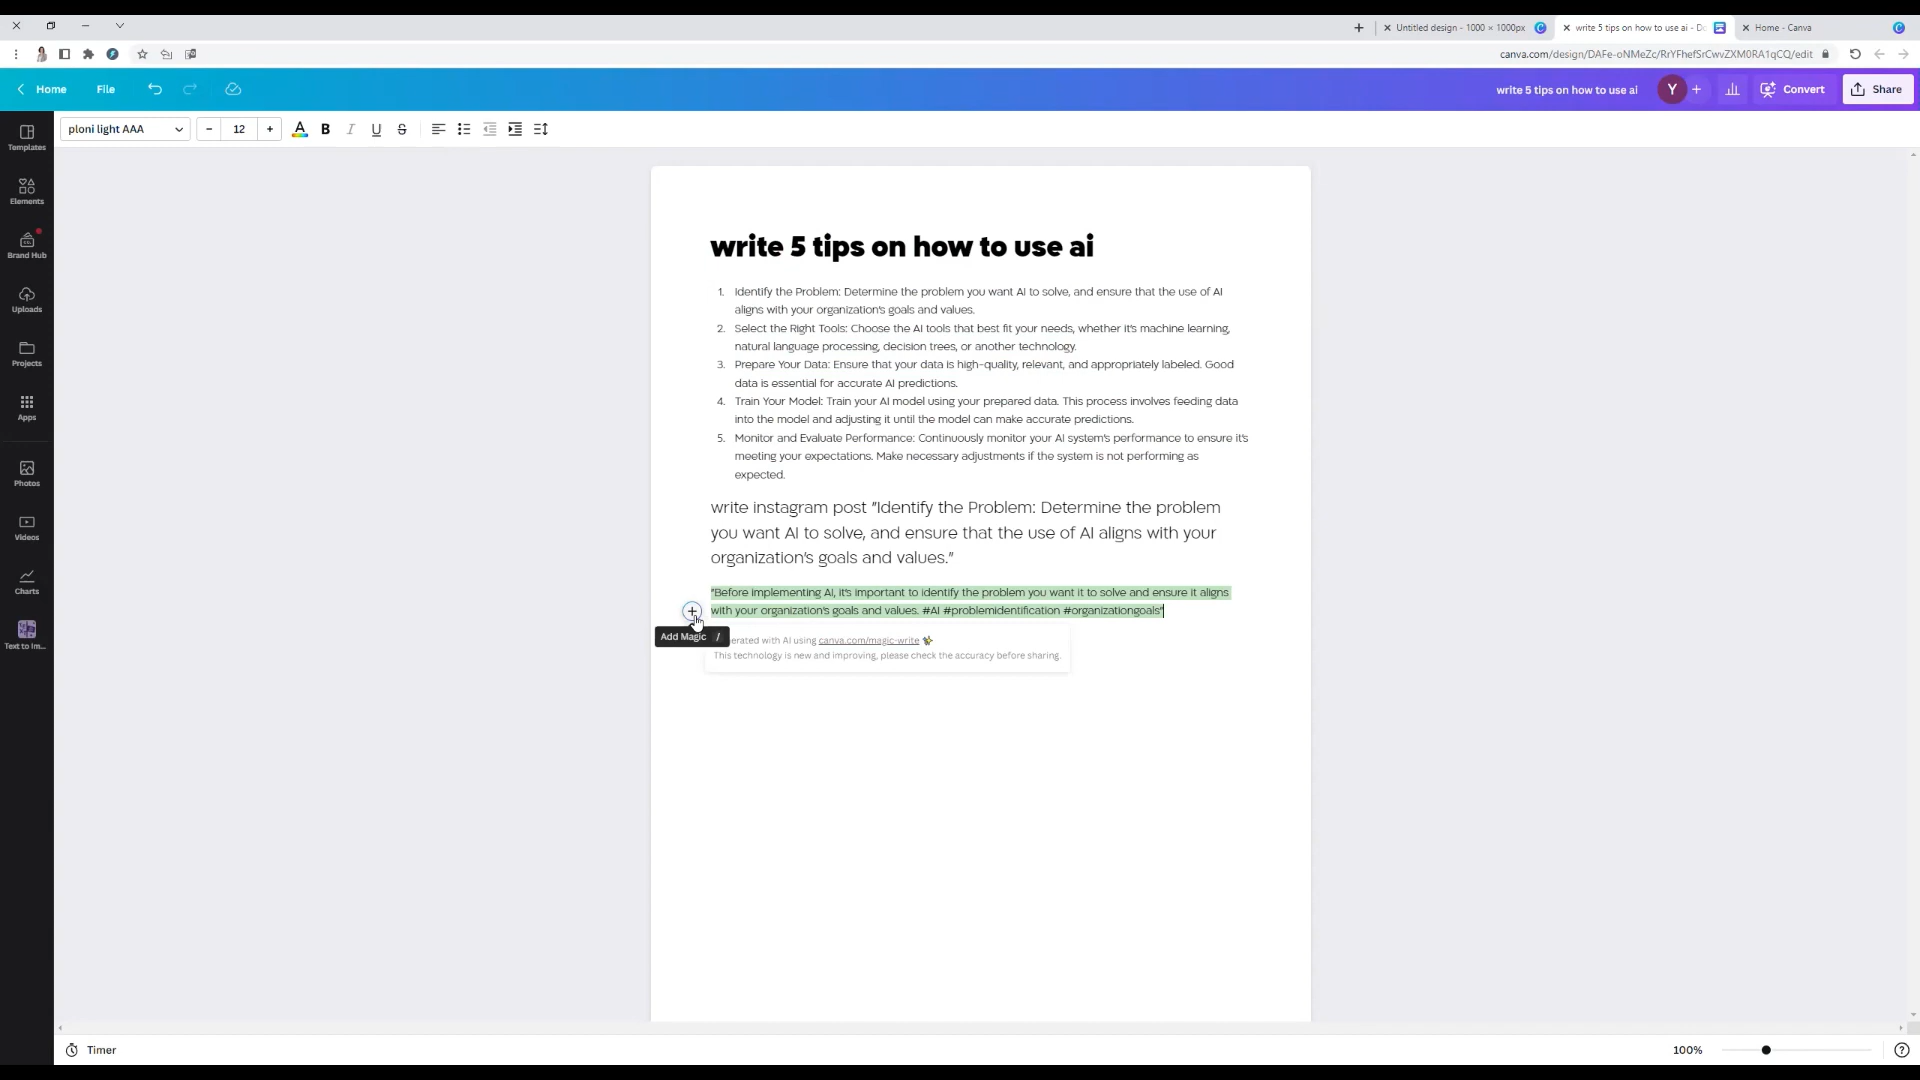 Untitled design - 1000 × 1000px
write 5 tips on how to use ai - Do
Home - Canva
canva.com/design/DAFe-oNMeZc/RrYFhefSrCwvZXM0RA1qCQ/edit
Home
File
write 5 tips on how to use ai
Y
Convert
Share
ploni light AAA
12
Templates
Elements
Brand Hub
Uploads
Projects
Apps
Photos
Videos
Charts
Text to Im...
write 5 tips on how to use ai
1. Identify the Problem: Determine the problem you want AI to solve, and ensure that the use of AI
aligns with your organization's goals and values.
2. Select the Right Tools: Choose the AI tools that best fit your needs, whether it's machine learning,
natural language processing, decision trees, or another technology.
3. Prepare Your Data: Ensure that your data is high-quality, relevant, and appropriately labeled. Good
data is essential for accurate AI predictions.
4. Train Your Model: Train your AI model using your prepared data. This process involves feeding data
into the model and adjusting it until the model can make accurate predictions.
5. Monitor and Evaluate Performance: Continuously monitor your AI system's performance to ensure it's
meeting your expectations. Make necessary adjustments if the system is not performing as
expected.
write instagram post "Identify the Problem: Determine the problem
you want AI to solve, and ensure that the use of AI aligns with your
organization's goals and values."
"Before implementing AI, it's important to identify the problem you want it to solve and ensure it aligns
with your organization's goals and values. #AI #problemidentification #organizationgoals"
Add Magic /
erated with AI using canva.com/magic-write
This technology is new and improving, please check the accuracy before sharing.
Timer
100%